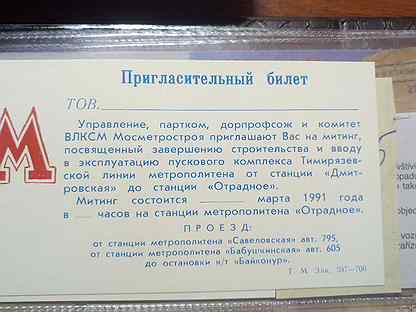 Пригласительный билет
ТОВ.
Управление, партком, дорпрофсож и комитет
ВЛКСМ Мосметростроя приглашают Вас на митинг,
посвященный завершению строительства и вводу
в эксплуатацию пускового комплекса Тимирязев-
ской линии метрополитена от станции «Дмит-
ровская» до станции «Отрадное».
Митинг состоится марта 1991 года
в часов на станции метрополитена «Отрадное».
ПРОЕЗД:
от станции метрополитена «Савеловская» авт. 795,
от станции метрополитена «Бабушкинская» авт. 605
до остановки к/т «Байконур».
Т. М. Зак. 387—700
М